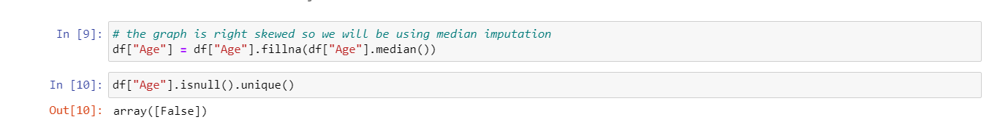 In [9]: # the graph is right skewed so we will be using median imputation
df["Age"] = df["Age"].fillna(df["Age"].median())
In [10]: df["Age"].isnull().unique()
Out[10]: array([False])